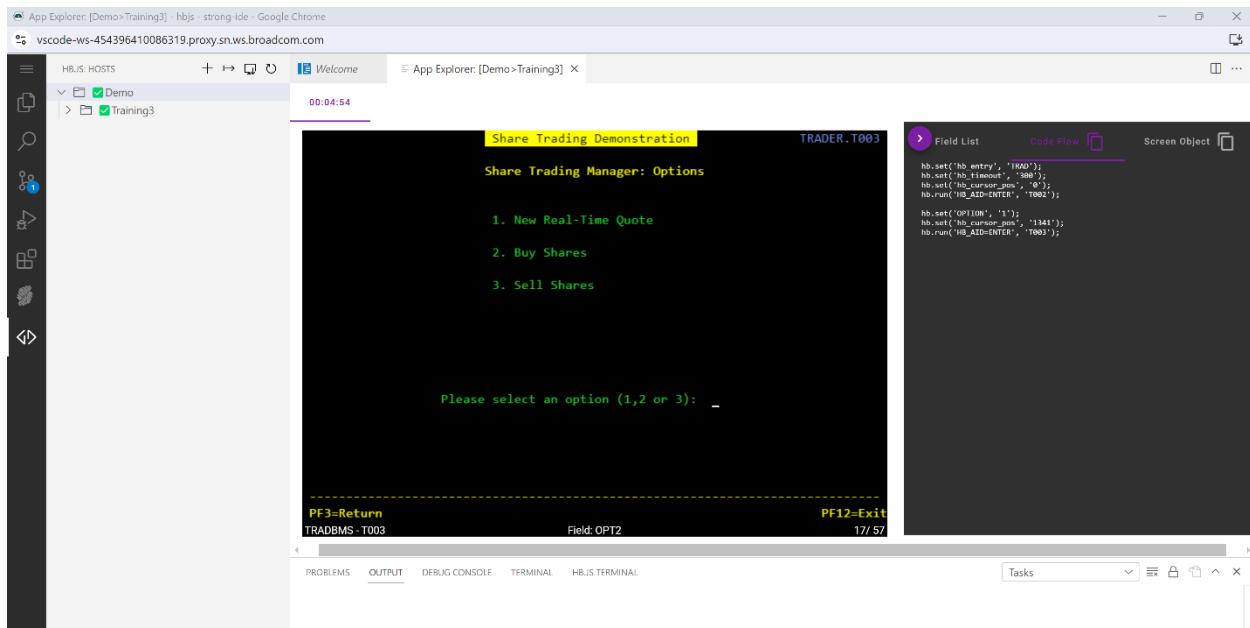 App Explorer: [Demo>Training3] - hbjs - strong-ide - Google Chrome
vscode-ws-454396410086319.proxy.sn.ws.broadcom.com
HB.JS: HOSTS
Welcome
App Explorer: [Demo>Training3]
Demo
Training3
1
00:04:54
Share Trading Demonstration TRADER.T003
Share Trading Manager: Options
1. New Real-Time Quote
2. Buy Shares
3. Sell Shares
Please select an option (1,2 or 3): _
PF3=Return PF12=Exit
TRADBMS - T003 Field: OPT2 17/ 57
Field List Code Flow Screen Object
hb.set('hb_entry', 'TRAD');
hb.set('hb_timeout', '300');
hb.set('hb_cursor_pos', '0');
hb.run('HB_AID=ENTER', 'T002');
hb.set('OPTION', '1');
hb.set('hb_cursor_pos', '1341');
hb.run('HB_AID=ENTER', 'T003');
PROBLEMS OUTPUT DEBUG CONSOLE TERMINAL HB.JS TERMINAL Tasks